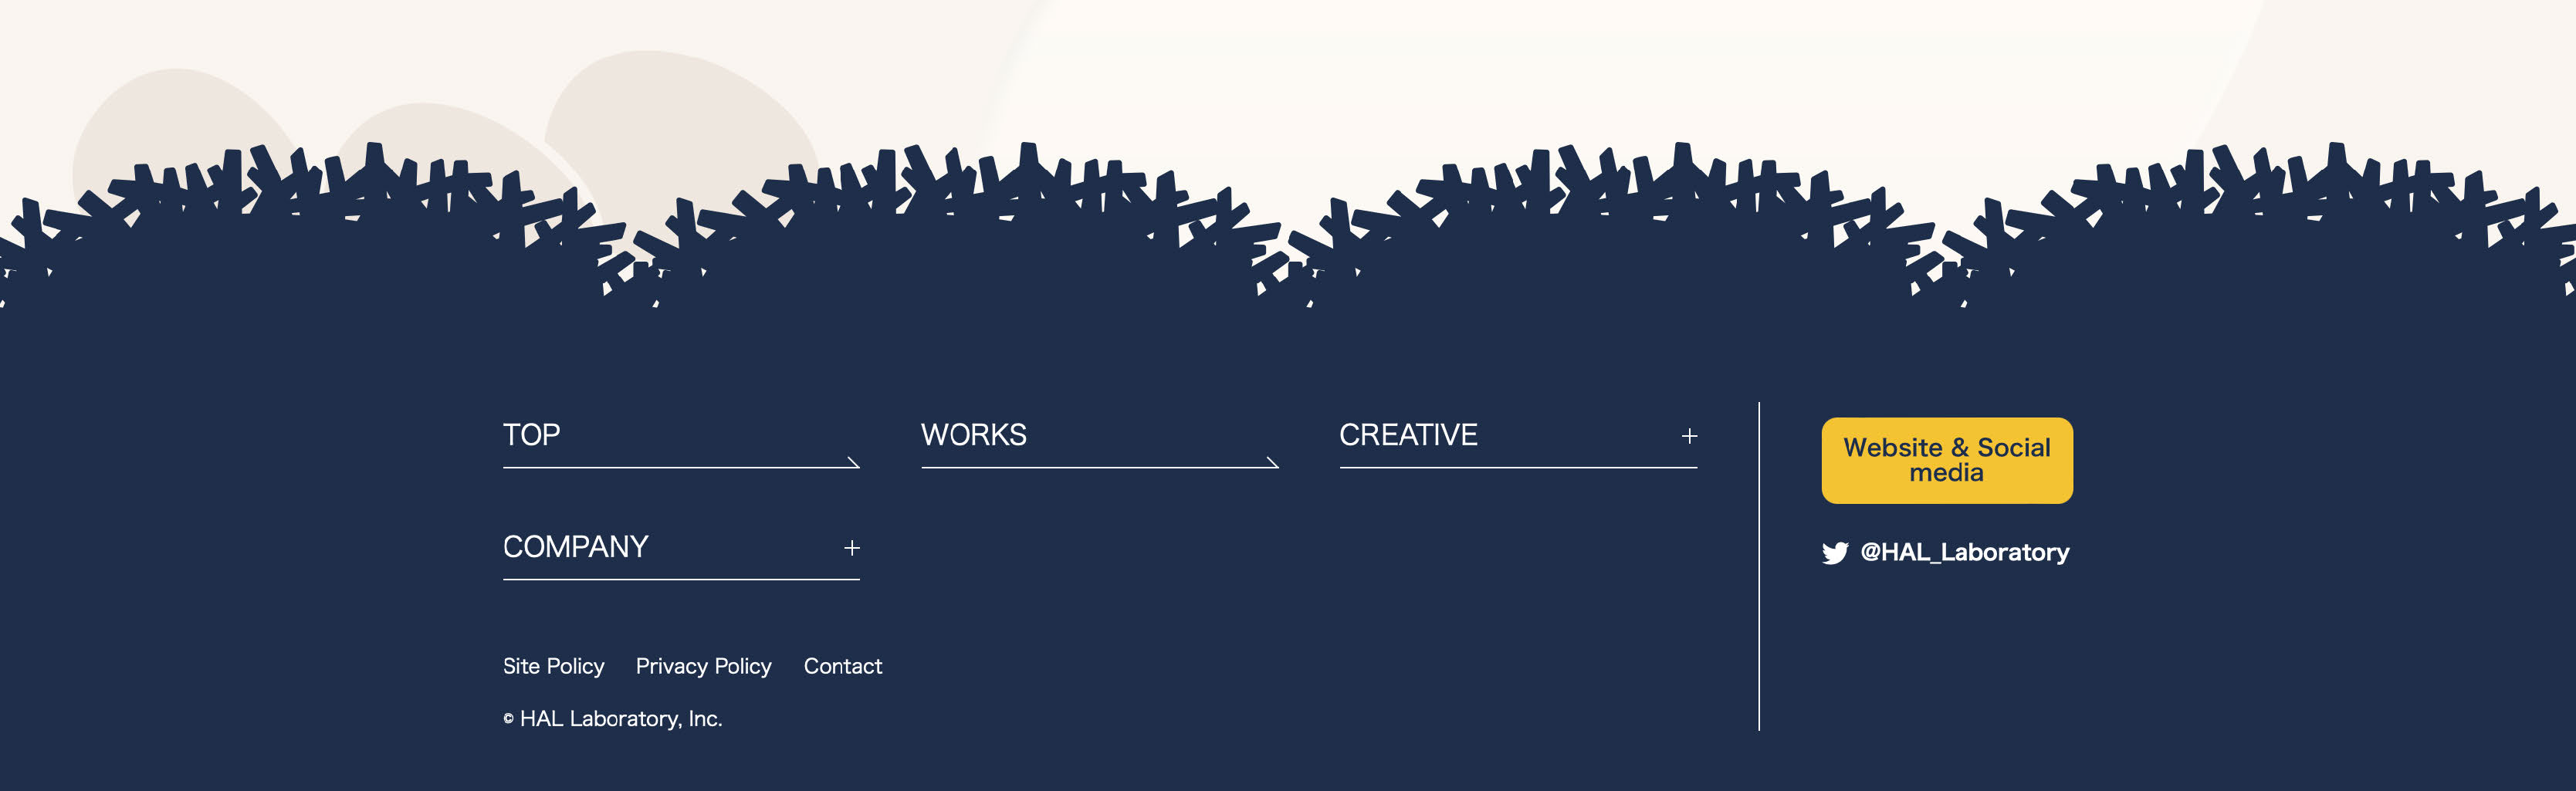 TOP
WORKS
CREATIVE
COMPANY
Site Policy
Privacy Policy
Contact
© HAL Laboratory, Inc.
Website & Social
media
@HAL_Laboratory